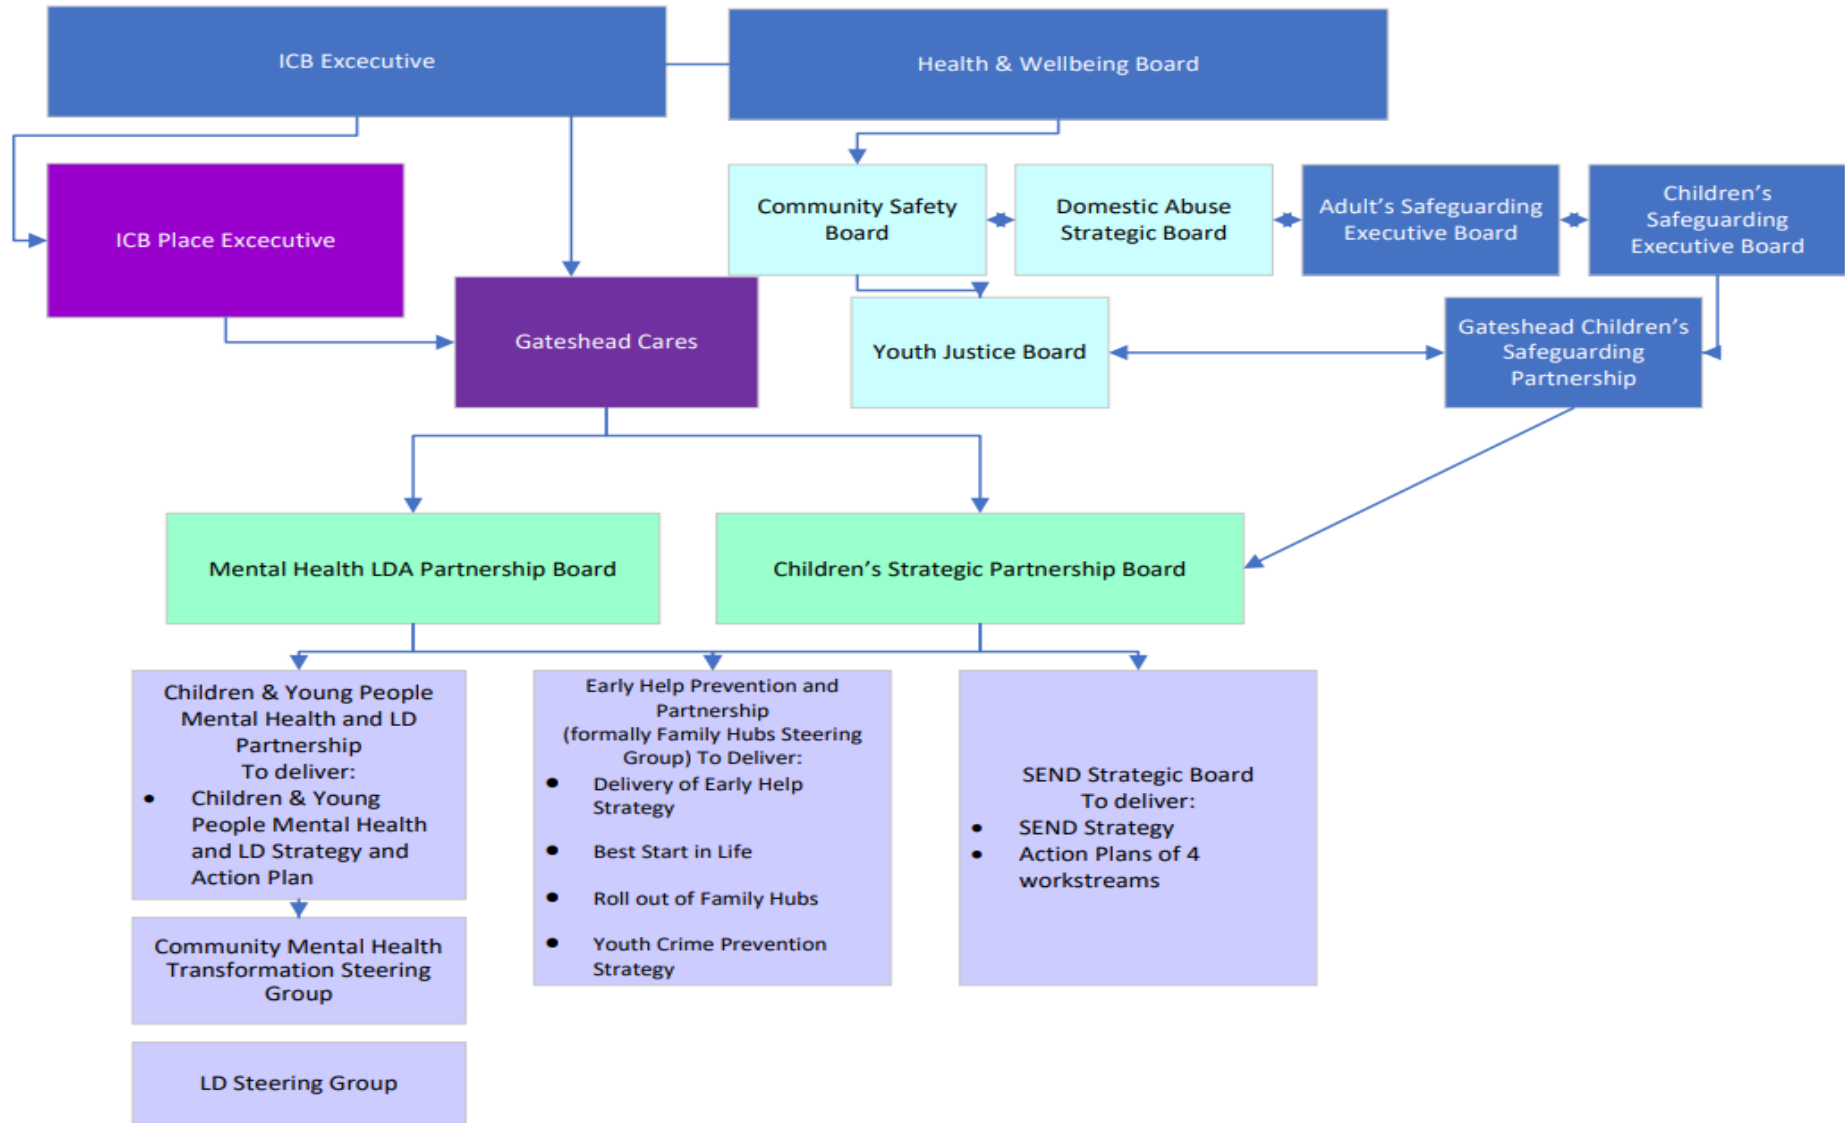 ICB Excecutive
Health & Wellbeing Board
ICB Place Excecutive
Community Safety
Board
Domestic Abuse
Strategic Board
Adult’s Safeguarding
Executive Board
Children’s
Safeguarding
Executive Board
Gateshead Cares
Youth Justice Board
Gateshead Children’s
Safeguarding
Partnership
Mental Health LDA Partnership Board
Children’s Strategic Partnership Board
Children & Young People
Mental Health and LD
Partnership
To deliver:
• Children & Young
People Mental Health
and LD Strategy and
Action Plan
Early Help Prevention and
Partnership
(formally Family Hubs Steering
Group) To Deliver:
• Delivery of Early Help
Strategy
• Best Start in Life
• Roll out of Family Hubs
• Youth Crime Prevention
Strategy
SEND Strategic Board
To deliver:
• SEND Strategy
• Action Plans of 4
workstreams
Community Mental Health
Transformation Steering
Group
LD Steering Group